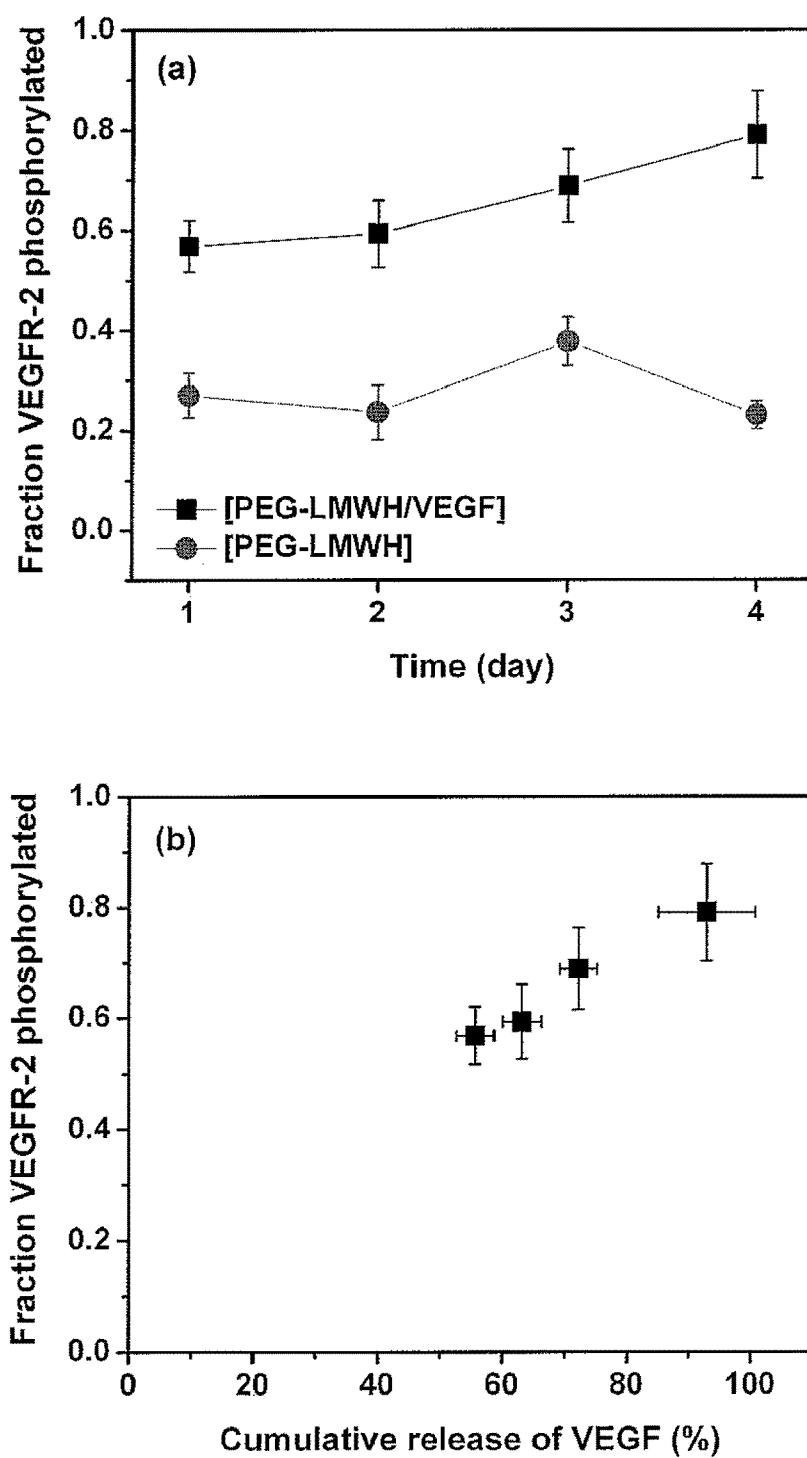 Fraction VEGFR-2 phosphorylated
(a)
1.0
0.8
0.6
0.4
0.2
0.0
[PEG-LMWH/VEGF]
[PEG-LMWH]
1 2 3 4
Time (day)
Fraction VEGFR-2 phosphorylated
(b)
1.0
0.8
0.6
0.4
0.2
0.0
0 20 40 60 80 100
Cumulative release of VEGF (%)